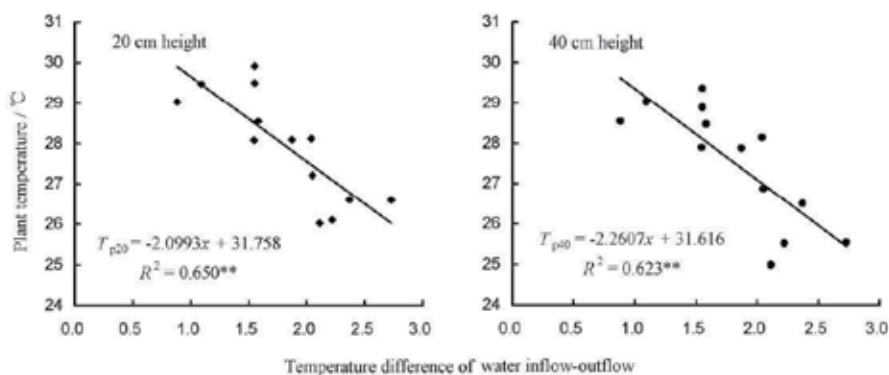 20 cm height
40 cm height
Plant temperature / ℃
31
30
29
28
27
26
25
24
T p20 = -2.0993x + 31.758
R² = 0.650**
0.0 0.5 1.0 1.5 2.0 2.5 3.0
31
30
29
28
27
26
25
24
T p40 = -2.2607x + 31.616
R² = 0.623**
0.0 0.5 1.0 1.5 2.0 2.5 3.0
Temperature difference of water inflow-outflow